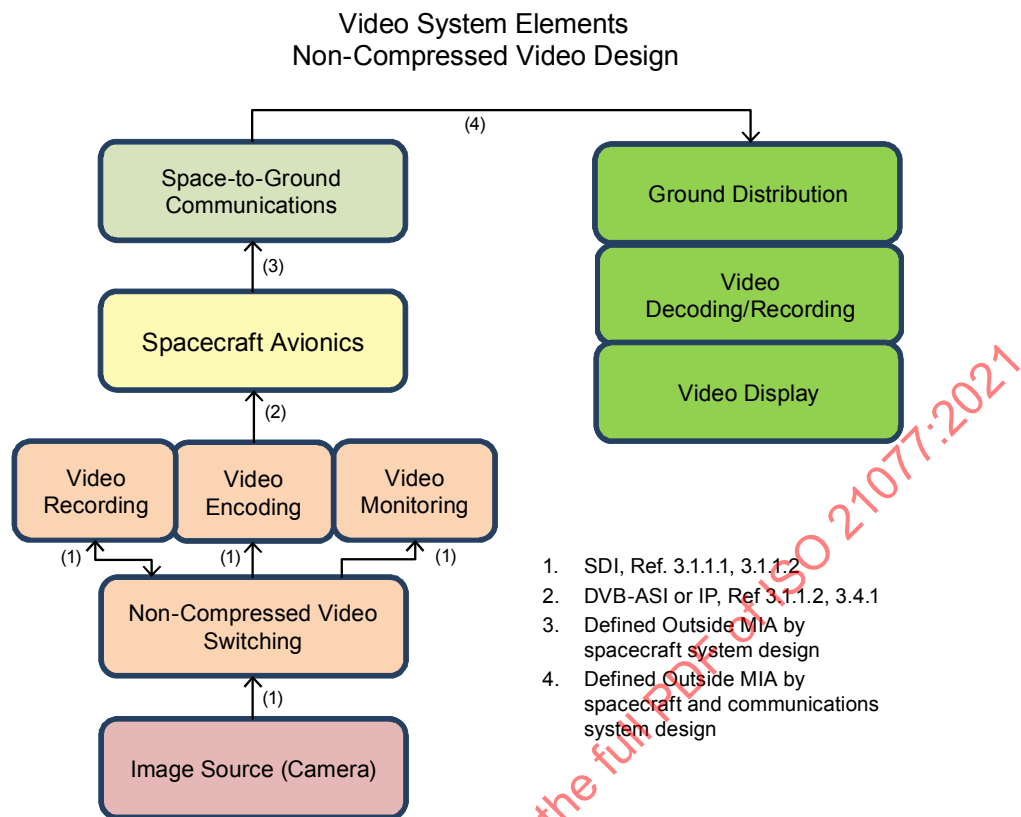 Video System Elements
Non-Compressed Video Design
(4)
Space-to-Ground
Communications
Ground Distribution
(3)
Video
Decoding/Recording
Spacecraft Avionics
Video Display
(2)
Video
Recording
Video
Encoding
Video
Monitoring
(1)
(1)
(1)
Non-Compressed Video
Switching
(1)
Image Source (Camera)
1. SDI, Ref. 3.1.1.1, 3.1.1.2
2. DVB-ASI or IP, Ref 3.1.1.2, 3.4.1
3. Defined Outside MIA by
spacecraft system design
4. Defined Outside MIA by
spacecraft and communications
system design
the full PDF of ISO 21077:2021